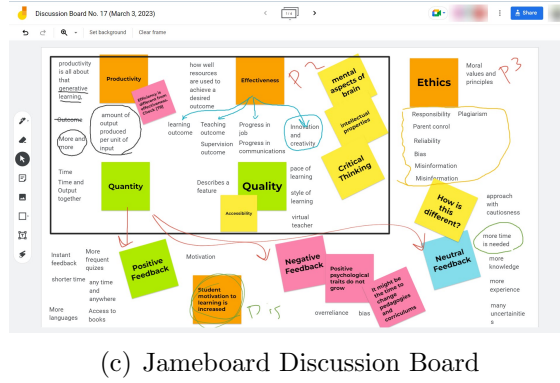 Discussion Board No. 17 (March 3, 2023)
Share
Set background
Clear frame
productivity
is all about
that
generative
learning.
Outcome
More and
more
Time
Time and
Output
together
Productivity
Efficiency is
different from
effectiveness.
amount of
output
produced
per unit of
input
how well
resources
are used to
achieve a
desired
outcome
Effectiveness
P2
learning
outcome
Teaching
outcome
Supervision
outcome
Progress in
job
Progress in
communications
Innovation
and
creativity
mental
aspects of
brain
intellectual
properties
Critical
Thinking
Ethics
Moral
values and
principles
P3
Responsibility
Plagiarism
Parent conrol
Reliability
Bias
Misinformation
Misinformation
Quantity
Describes a
feature
Quality
Accessibility
pace of
learning
style of
learning
virtual
teacher
How is
this
different?
approach
with
cautiousness
more time
is needed
more
knowledge
more
experience
many
uncertainitie
s
Instant
feedback
shorter time
More
languages
More
frequent
quizes
any time
and
anywhere
Access to
books
Positive
Feedback
Motivation
Student
motivation to
learning is
increased
Negative
Feedback
Positive
psychological
traits do not
grow
overreliance
bias
It might be
the time to
change
pedagogies
and
corriculums
Neutral
Feedback
(c) Jameboard Discussion Board